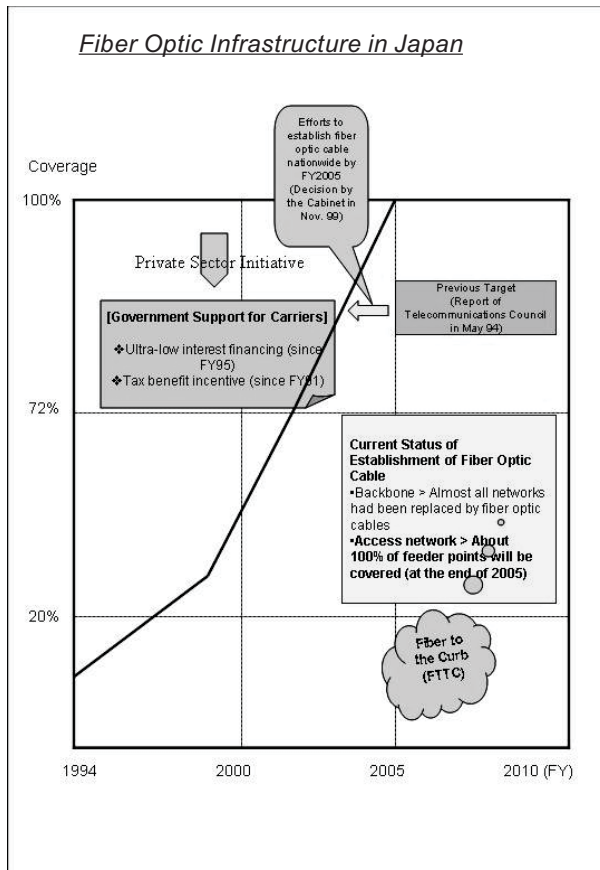 Fiber Optic Infrastructure in Japan
Efforts to
establish fiber
optic cable
nationwide by
FY2005
(Decision by
the Cabinet in
Nov. 99)
Coverage
100%
Private Sector Initiative
Previous Target
(Report of
Telecommunications Council
in May 94)
[Government Support for Carriers]
❖Ultra-low interest financing (since
FY95)
❖Tax benefit incentive (since FY91)
72%
Current Status of
Establishment of Fiber Optic
Cable
•Backbone > Almost all networks
had been replaced by fiber optic
cables
•Access network > About
100% of feeder points will be
covered (at the end of 2005)
20%
Fiber to
the Curb
(FTTC)
1994 2000 2005 2010 (FY)